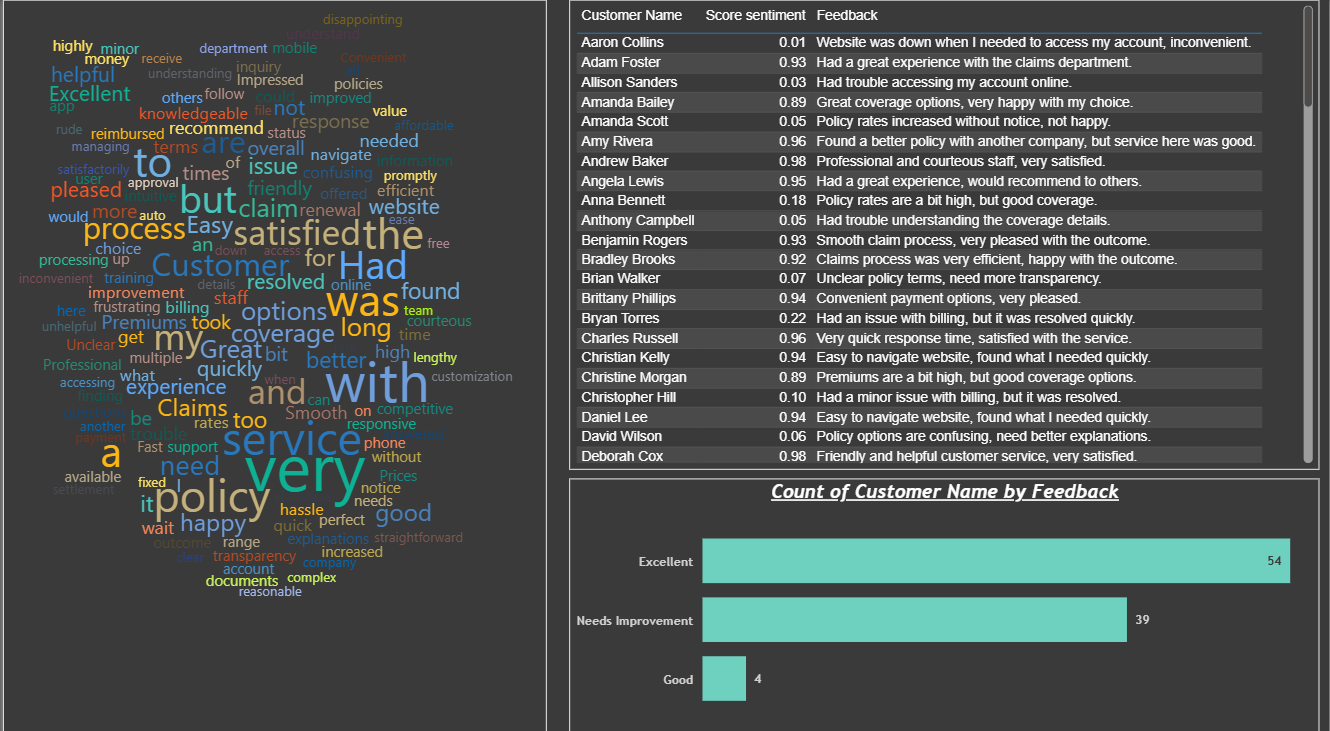 disappointing
understand
highly minor department mobile
money receive inquiry Convenient
helpful understanding Impressed policies
Excellent others follow could improved
app knowledgeable file not value
rude reimbursed recommend status response affordable
managing terms are overall navigate needed
satisfactorily to times of issue confusing information
user approval promptly
pleased intuitive but friendly offered efficient
would more auto claim renewal website
process Easy satisfied the ease
choice an down access free
processing up Customer for Had
inconvenient training details resolved online
improvement staff options was found
here frustrating billing team
unhelpful Premiums took coverage long courteous
Unclear get my Great bit time
Professional multiple better high lengthy
accessing what quickly when with customization
finding experience and can
Claims Smooth on competitive
another be rates too responsive
payment trouble service phone
a Fast support very without
available need Prices
settlement fixed I notice
it policy needs
wait happy hassle good
quick perfect
outcome range explanations straightforward
clear transparency increased
account company
documents complex
reasonable
Customer Name Score sentiment Feedback
Aaron Collins 0.01 Website was down when I needed to access my account, inconvenient.
Adam Foster 0.93 Had a great experience with the claims department.
Allison Sanders 0.03 Had trouble accessing my account online.
Amanda Bailey 0.89 Great coverage options, very happy with my choice.
Amanda Scott 0.05 Policy rates increased without notice, not happy.
Amy Rivera 0.96 Found a better policy with another company, but service here was good.
Andrew Baker 0.98 Professional and courteous staff, very satisfied.
Angela Lewis 0.95 Had a great experience, would recommend to others.
Anna Bennett 0.18 Policy rates are a bit high, but good coverage.
Anthony Campbell 0.05 Had trouble understanding the coverage details.
Benjamin Rogers 0.93 Smooth claim process, very pleased with the outcome.
Bradley Brooks 0.92 Claims process was very efficient, happy with the outcome.
Brian Walker 0.07 Unclear policy terms, need more transparency.
Brittany Phillips 0.94 Convenient payment options, very pleased.
Bryan Torres 0.22 Had an issue with billing, but it was resolved quickly.
Charles Russell 0.96 Very quick response time, satisfied with the service.
Christian Kelly 0.94 Easy to navigate website, found what I needed quickly.
Christine Morgan 0.89 Premiums are a bit high, but good coverage options.
Christopher Hill 0.10 Had a minor issue with billing, but it was resolved.
Daniel Lee 0.94 Easy to navigate website, found what I needed quickly.
David Wilson 0.06 Policy options are confusing, need better explanations.
Deborah Cox 0.98 Friendly and helpful customer service, very satisfied.
Count of Customer Name by Feedback
Excellent 54
Needs Improvement 39
Good 4